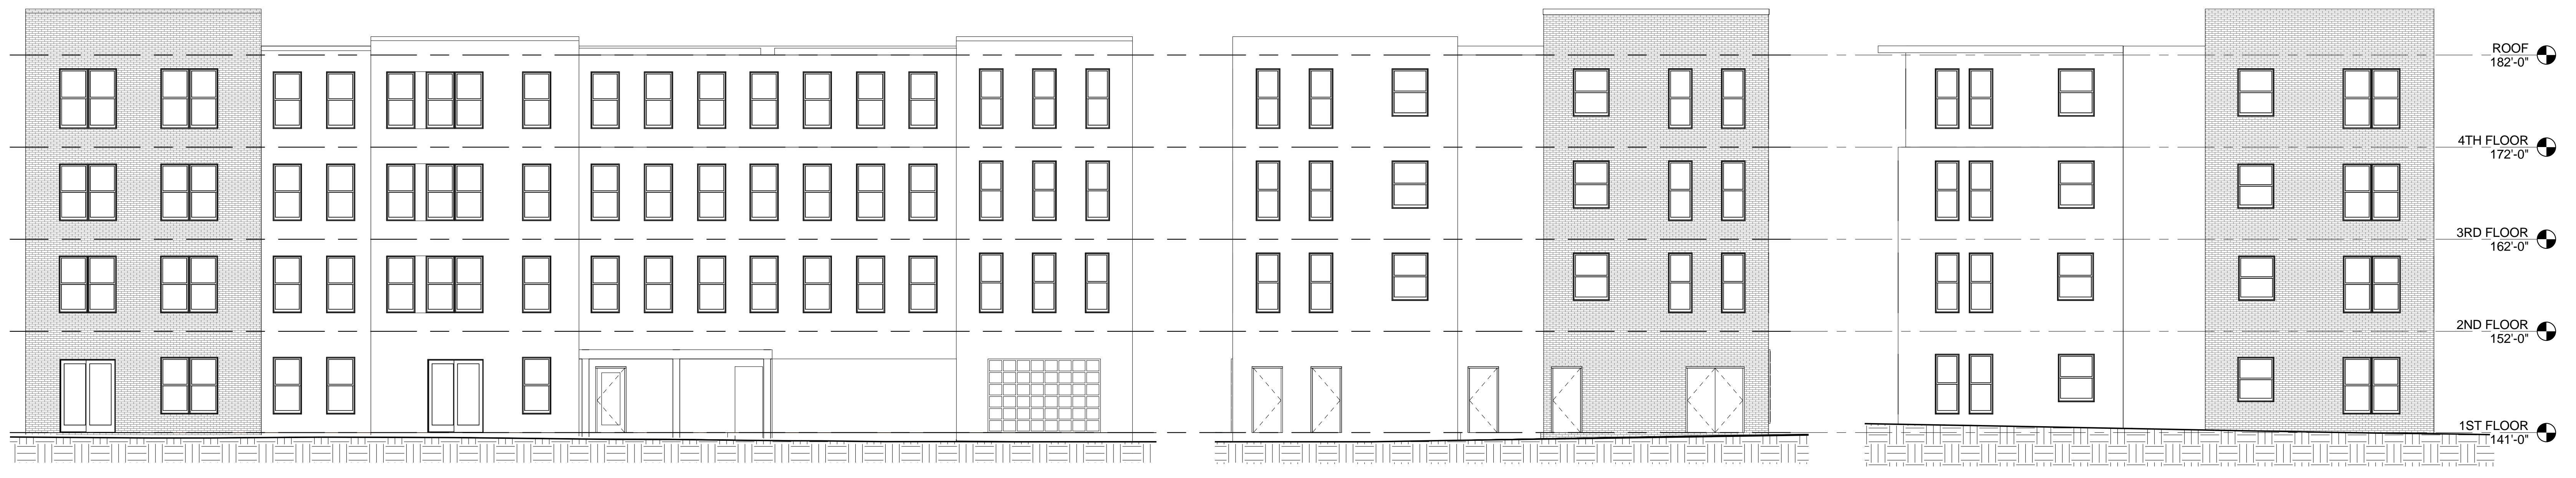 ROOF
182'-0"
4TH FLOOR
172'-0"
3RD FLOOR
162'-0"
2ND FLOOR
152'-0"
1ST FLOOR
141'-0"